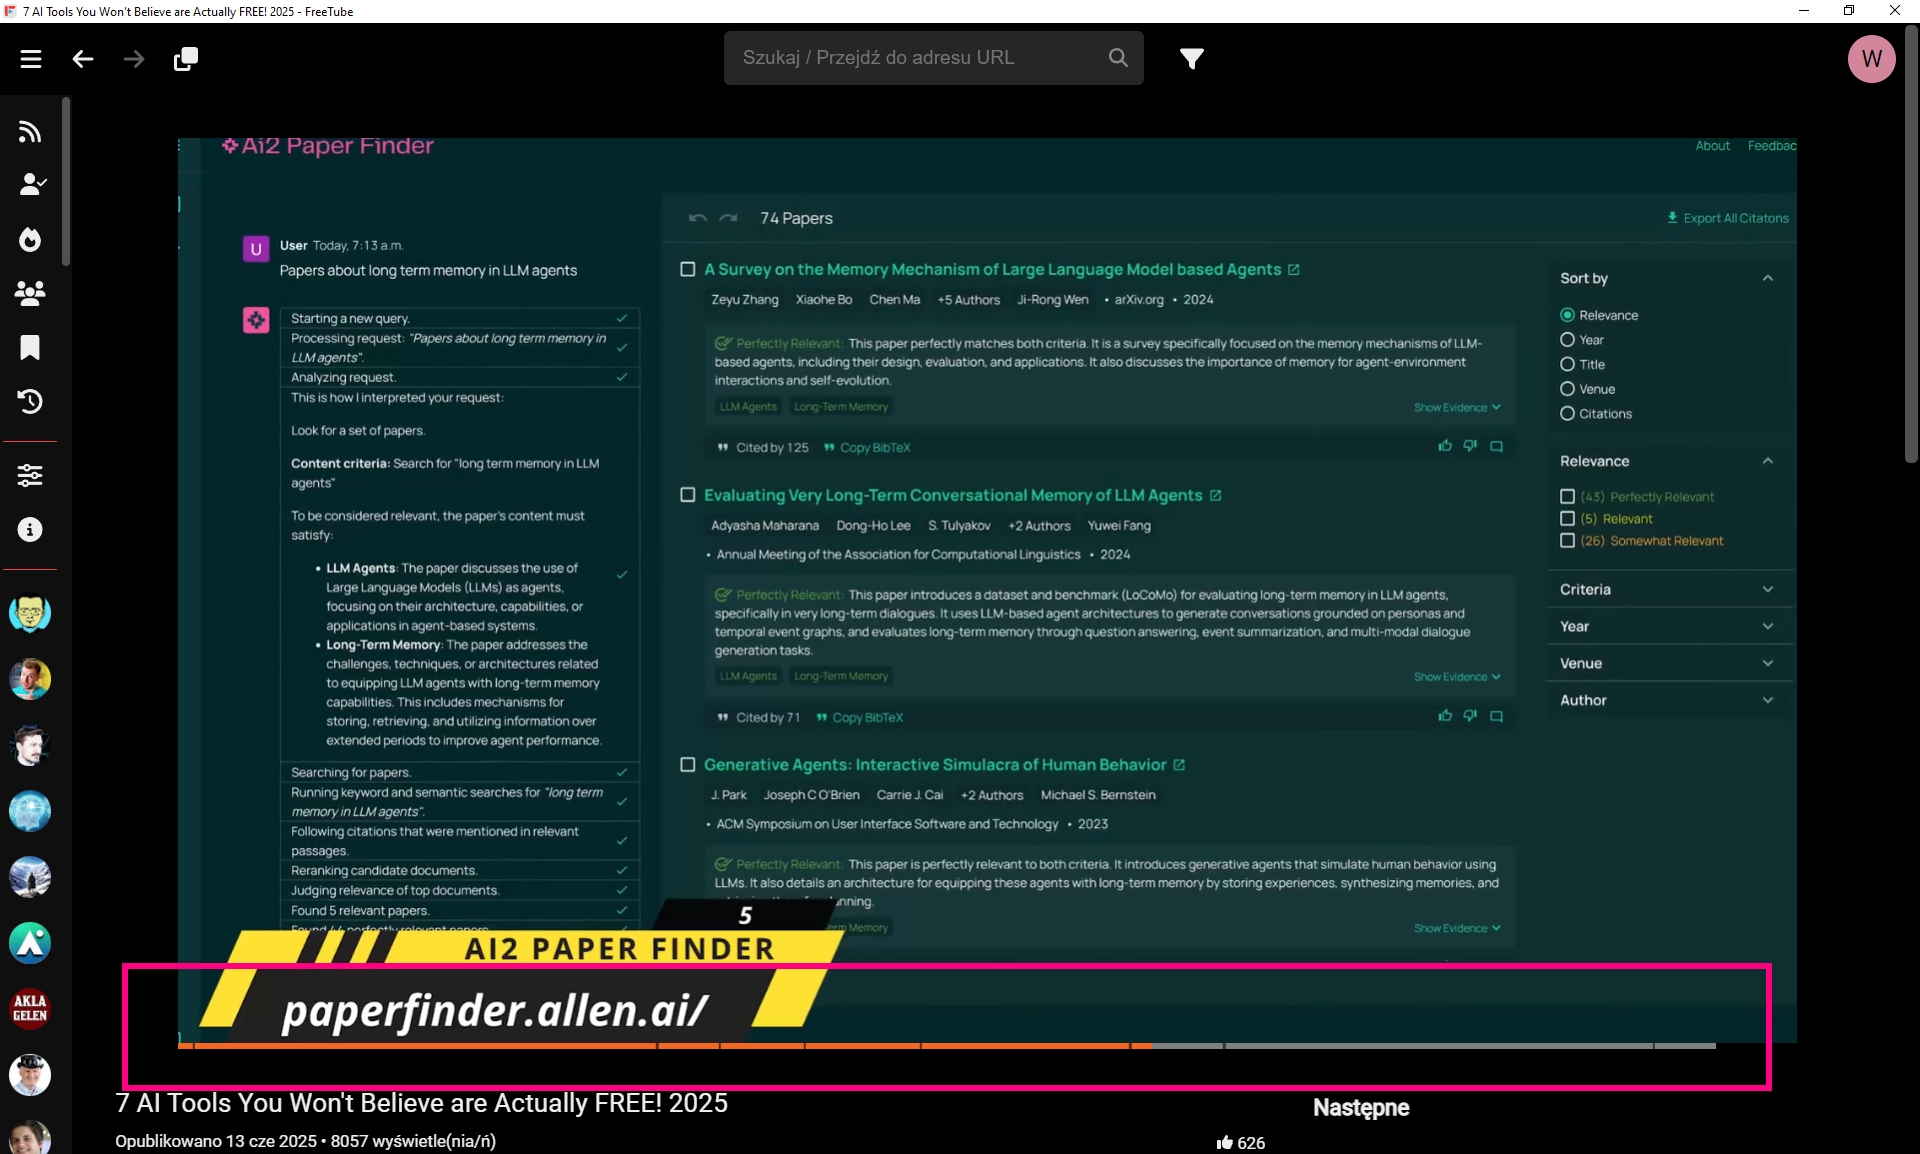 7 AI Tools You Won't Believe are Actually FREE! 2025 - FreeTube
Szukaj / Przejdź do adresu URL
W
Ai2 Paper Finder
About Feedbac
74 Papers
Export All Citatons
U
User Today, 7:13 a.m.
Papers about long term memory in LLM agents
Starting a new query.
Processing request: "Papers about long term memory in
LLM agents".
Analyzing request.
This is how I interpreted your request:
Look for a set of papers.
Content criteria: Search for "long term memory in LLM
agents"
To be considered relevant, the paper's content must
satisfy:
• LLM Agents: The paper discusses the use of
Large Language Models (LLMs) as agents,
focusing on their architecture, capabilities, or
applications in agent-based systems.
• Long-Term Memory: The paper addresses the
challenges, techniques, or architectures related
to equipping LLM agents with long-term memory
capabilities. This includes mechanisms for
storing, retrieving, and utilizing information over
extended periods to improve agent performance.
Searching for papers.
Running keyword and semantic searches for "long term
memory in LLM agents".
Following citations that were mentioned in relevant
passages.
Reranking candidate documents.
Judging relevance of top documents.
Found 5 relevant papers.
A Survey on the Memory Mechanism of Large Language Model based Agents
Zeyu Zhang Xiaohe Bo Chen Ma +5 Authors Ji-Rong Wen • arXiv.org • 2024
Perfectly Relevant: This paper perfectly matches both criteria. It is a survey specifically focused on the memory mechanisms of LLM-
based agents, including their design, evaluation, and applications. It also discusses the importance of memory for agent-environment
interactions and self-evolution.
LLM Agents Long-Term Memory
Show Evidence
Cited by 125 Copy BibTeX
Evaluating Very Long-Term Conversational Memory of LLM Agents
Adyasha Maharana Dong-Ho Lee S. Tulyakov +2 Authors Yuwei Fang
• Annual Meeting of the Association for Computational Linguistics • 2024
Perfectly Relevant: This paper introduces a dataset and benchmark (LoCoMo) for evaluating long-term memory in LLM agents,
specifically in very long-term dialogues. It uses LLM-based agent architectures to generate conversations grounded on personas and
temporal event graphs, and evaluates long-term memory through question answering, event summarization, and multi-modal dialogue
generation tasks.
LLM Agents Long-Term Memory
Show Evidence
Cited by 71 Copy BibTeX
Generative Agents: Interactive Simulacra of Human Behavior
J. Park Joseph C O'Brien Carrie J. Cai +2 Authors Michael S. Bernstein
• ACM Symposium on User Interface Software and Technology • 2023
Perfectly Relevant: This paper is perfectly relevant to both criteria. It introduces generative agents that simulate human behavior using
LLMs. It also details an architecture for equipping these agents with long-term memory by storing experiences, synthesizing memories, and
Memory
Show Evidence
Sort by
Relevance
Year
Title
Venue
Citations
Relevance
(43) Perfectly Relevant
(5) Relevant
(26) Somewhat Relevant
Criteria
Year
Venue
Author
5
AI2 PAPER FINDER
paperfinder.allen.ai/
AKLA
GELEN
7 AI Tools You Won't Believe are Actually FREE! 2025
Opublikowano 13 cze 2025 • 8057 wyświetle(nia/ń)
626
Następne